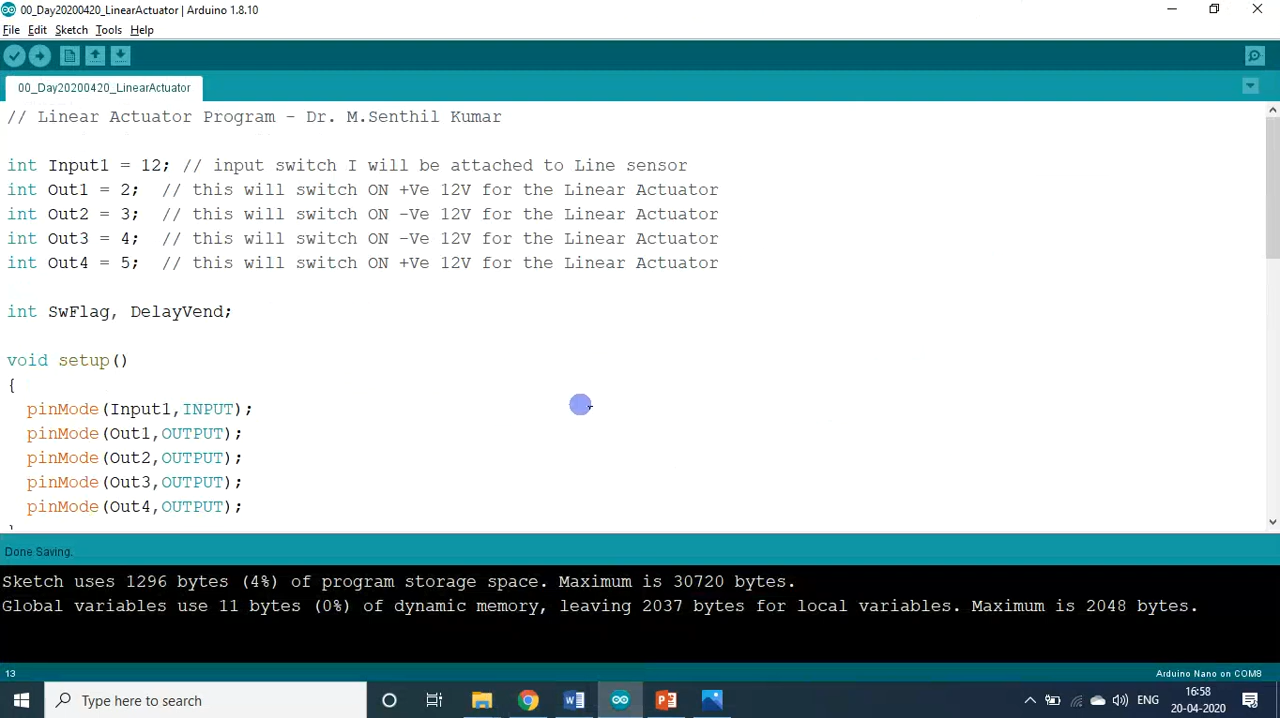 00_Day20200420_LinearActuator | Arduino 1.8.10
File Edit Sketch Tools Help
00_Day20200420_LinearActuator
// Linear Actuator Program - Dr. M.Senthil Kumar
int Input1 = 12; // input switch I will be attached to Line sensor
int Out1 = 2;  // this will switch ON +Ve 12V for the Linear Actuator
int Out2 = 3;  // this will switch ON -Ve 12V for the Linear Actuator
int Out3 = 4;  // this will switch ON -Ve 12V for the Linear Actuator
int Out4 = 5;  // this will switch ON +Ve 12V for the Linear Actuator
int SwFlag, DelayVend;
void setup()
{
pinMode(Input1,INPUT);
pinMode(Out1,OUTPUT);
pinMode(Out2,OUTPUT);
pinMode(Out3,OUTPUT);
pinMode(Out4,OUTPUT);
Done Saving.
Sketch uses 1296 bytes (4%) of program storage space. Maximum is 30720 bytes.
Global variables use 11 bytes (0%) of dynamic memory, leaving 2037 bytes for local variables. Maximum is 2048 bytes.
13 Arduino Nano on COM8
Type here to search
ENG
16:58
20-04-2020